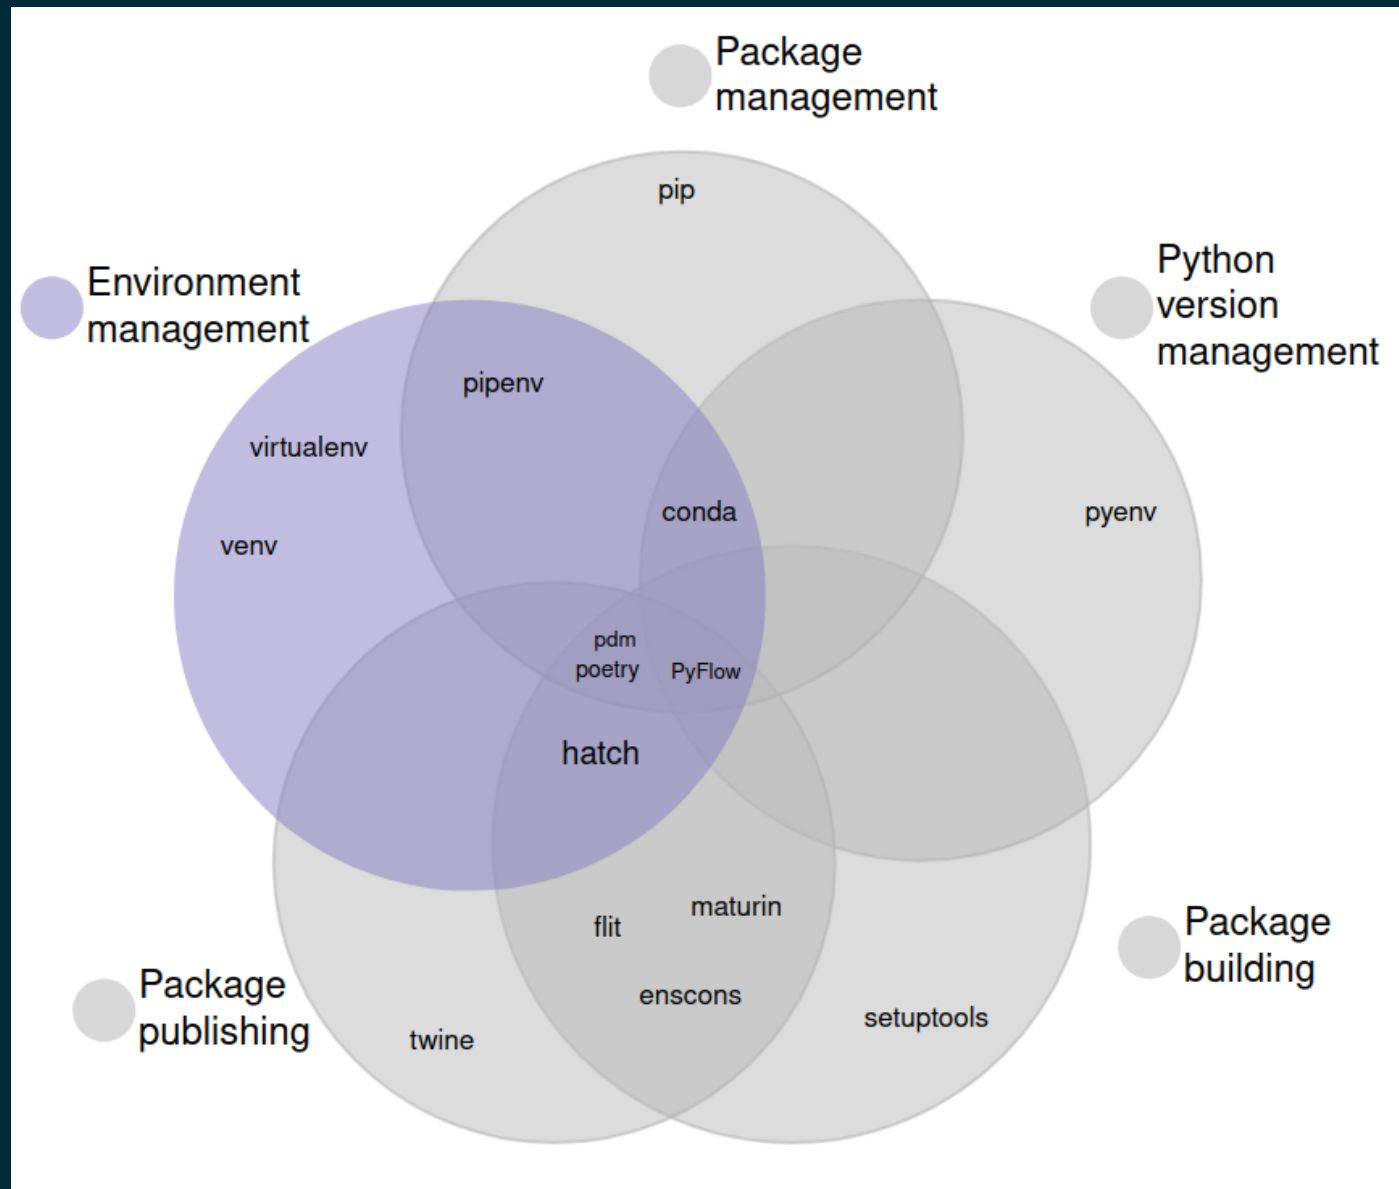 Package
management
pip
Python
version
management
Environment
management
pipenv
virtualenv
conda
pyenv
venv
pdm
poetry
PyFlow
hatch
maturin
flit
Package
building
enscons
setuptools
Package
publishing
twine